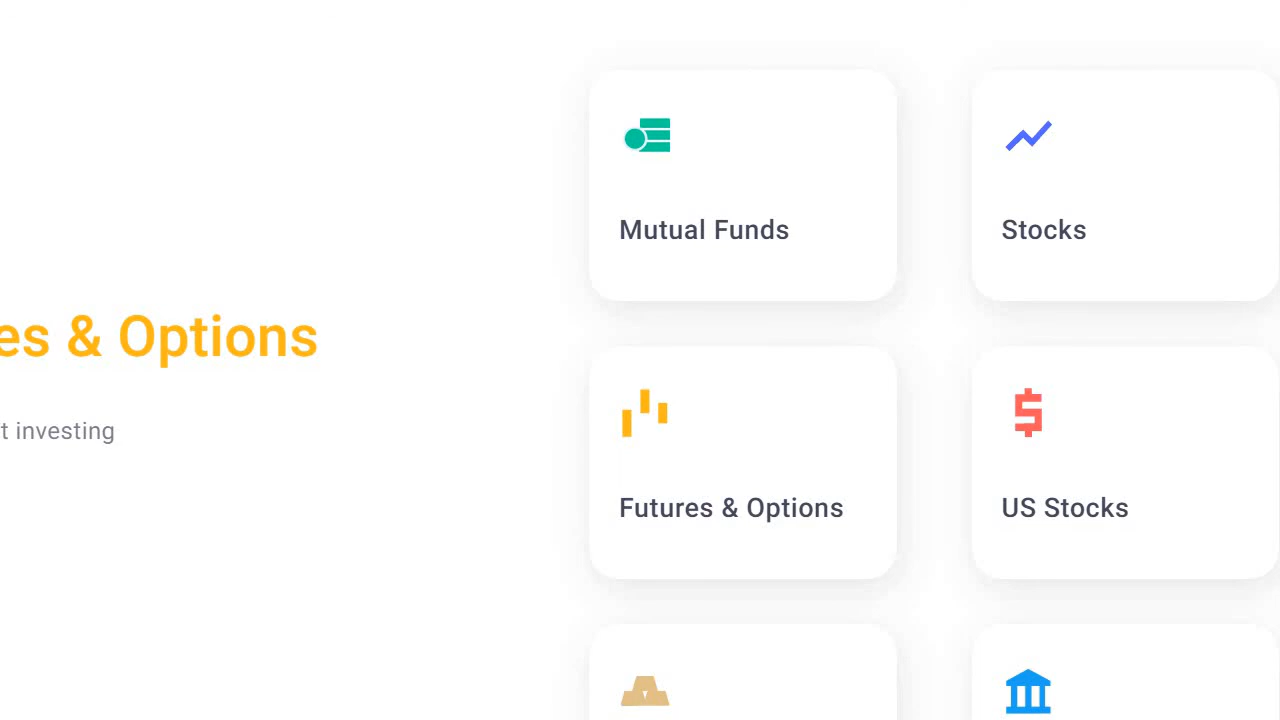 Mutual Funds
Stocks
es & Options
t investing
Futures & Options
US Stocks